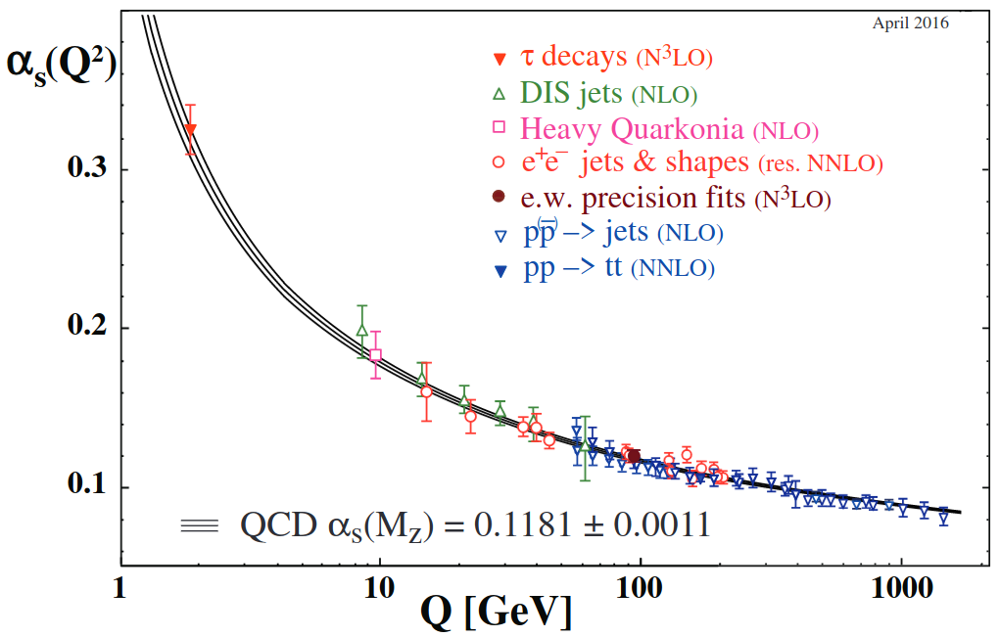 April 2016
αs(Q²)
τ decays (N³LO)
DIS jets (NLO)
Heavy Quarkonia (NLO)
e⁺e⁻ jets & shapes (res. NNLO)
e.w. precision fits (N³LO)
pp(‾) –> jets (NLO)
pp –> tt (NNLO)
0.3
0.2
0.1
QCD αs(Mz) = 0.1181 ± 0.0011
1 10 100 1000
Q [GeV]